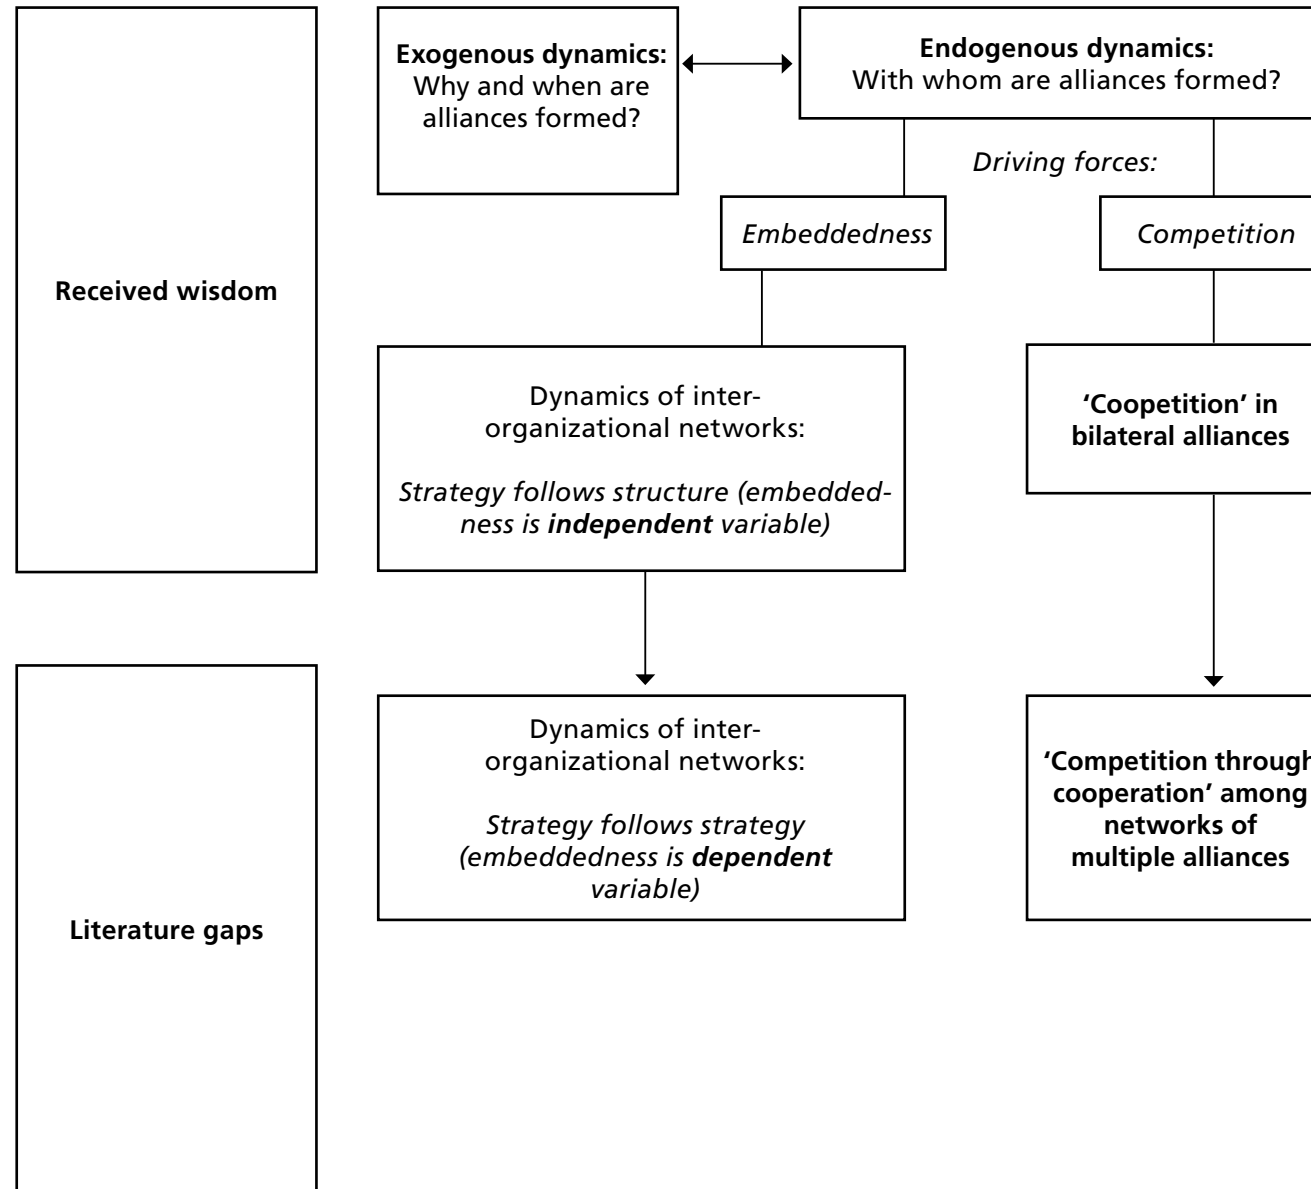 Exogenous dynamics:
Why and when are
alliances formed?
Endogenous dynamics:
With whom are alliances formed?
Driving forces:
Embeddedness
Competition
Received wisdom
Dynamics of inter-
organizational networks:
Strategy follows structure (embedded-
ness is independent variable)
‘Coopetition’ in
bilateral alliances
Dynamics of inter-
organizational networks:
Strategy follows strategy
(embeddedness is dependent
variable)
‘Competition through
cooperation’ among
networks of
multiple alliances
Literature gaps